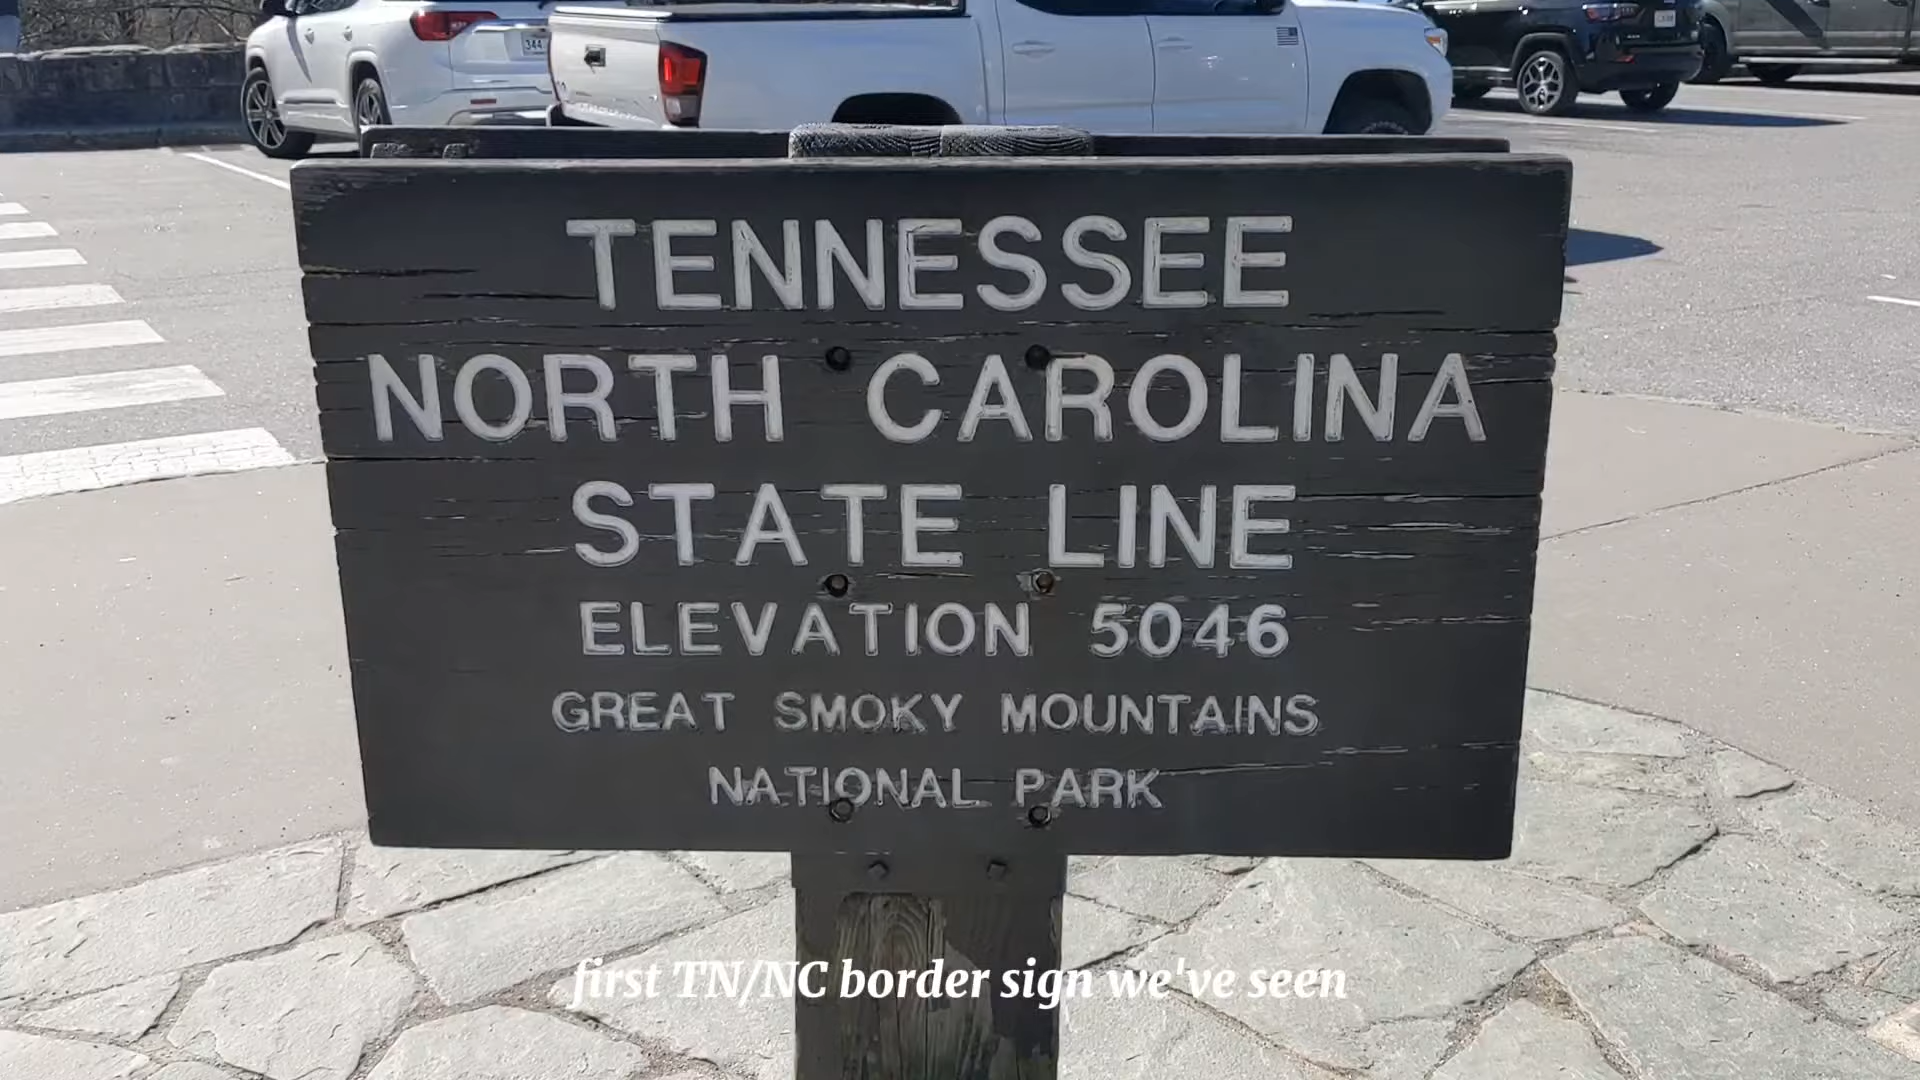 344
TENNESSEE
NORTH CAROLINA
STATE LINE
ELEVATION 5046
GREAT SMOKY MOUNTAINS
NATIONAL PARK
first TN/NC border sign we've seen